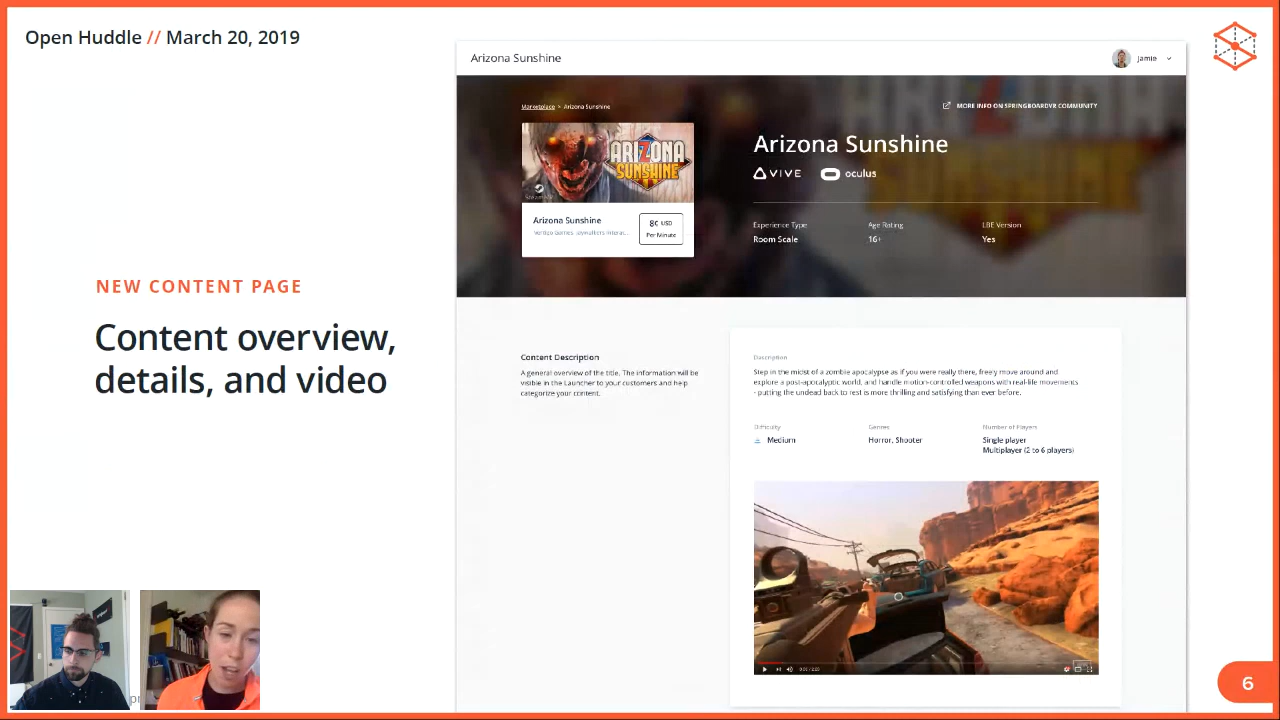 Open Huddle // March 20, 2019
Arizona Sunshine
Jamie
Marketplace > Arizona Sunshine
MORE INFO ON SPRINGBOARDVR COMMUNITY
ARIZONA
SUNSHINE
Arizona Sunshine
VIVE oculus
Arizona Sunshine
8¢ USD
Per Minute
Experience Type
Room Scale
Age Rating
16+
LBE Version
Yes
NEW CONTENT PAGE
Content overview,
details, and video
Content Description
A general overview of the title. The information will be
visible in the Launcher to your customers and help
categorize your content.
Description
Step in the midst of a zombie apocalypse as if you were really there, freely move around and
explore a post-apocalyptic world, and handle motion-controlled weapons with real-life movements
- putting the undead back to rest is more thrilling and satisfying than ever before.
Difficulty
Medium
Genres
Horror, Shooter
Number of Players
Single player
Multiplayer (2 to 6 players)
6